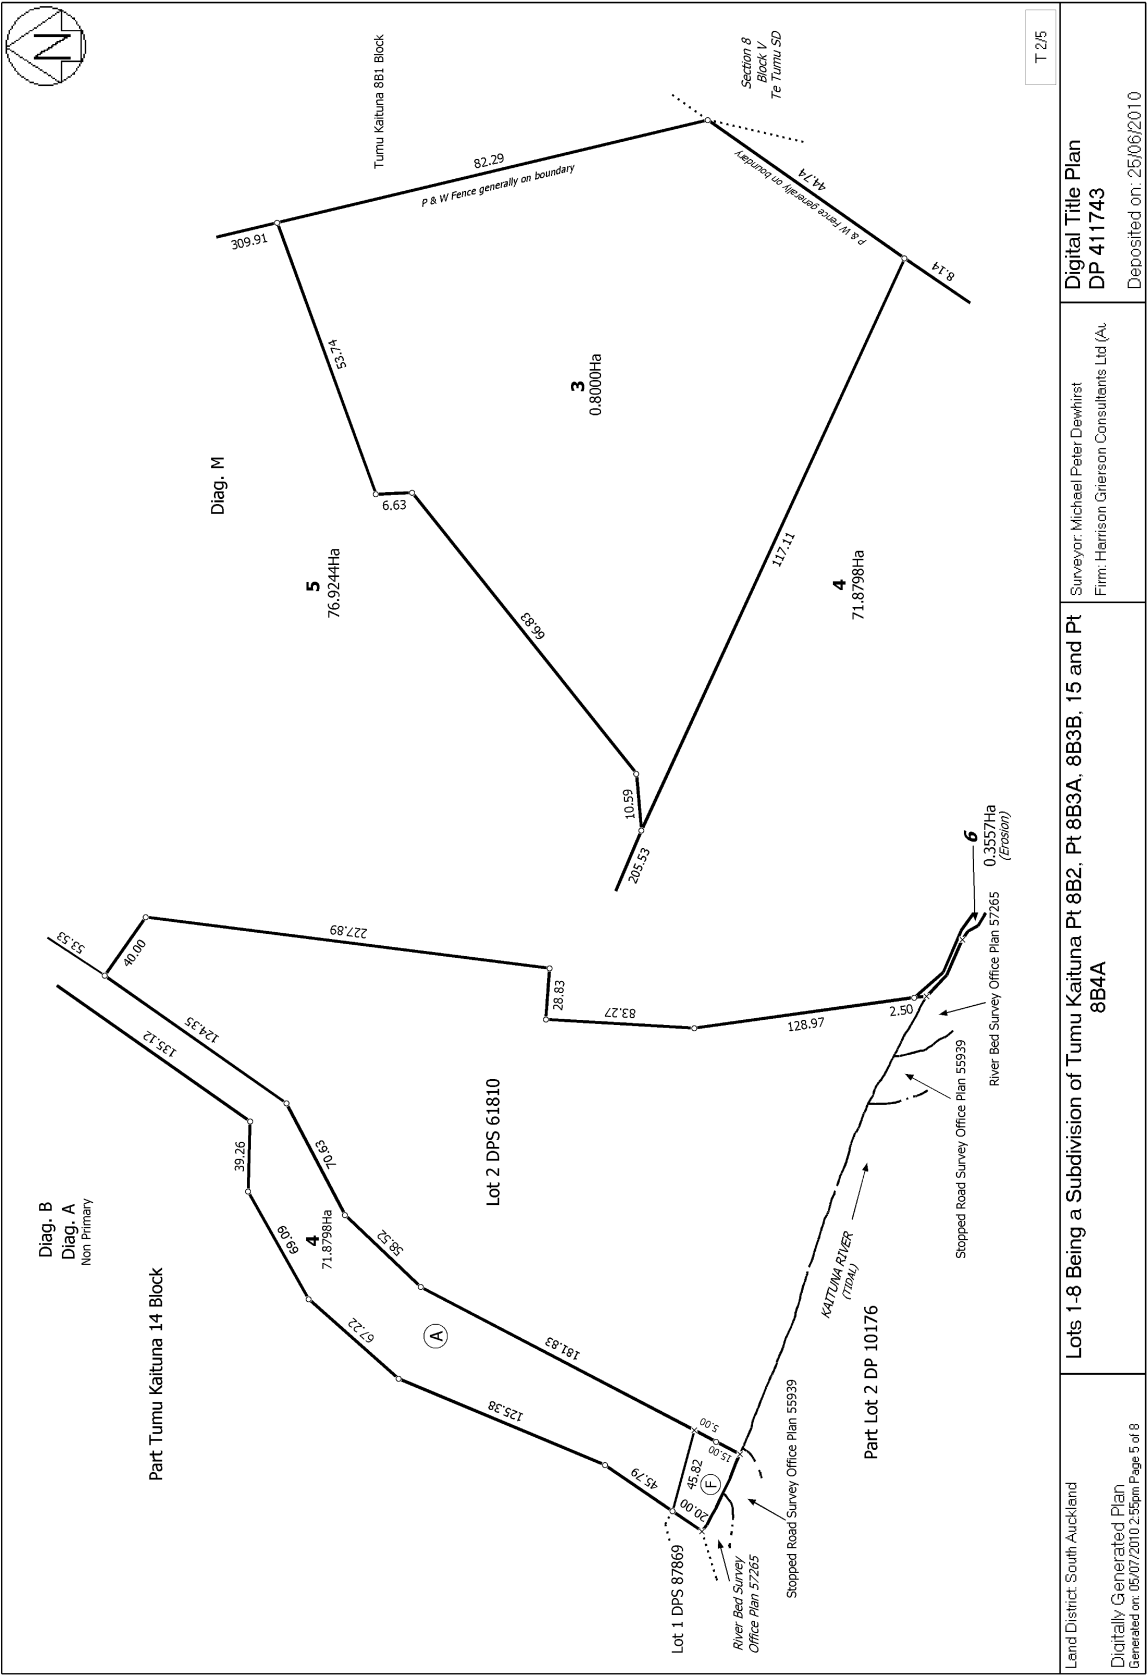 N
Tumu Kaituna 8B1 Block
Section 8
Block V
Te Tumu SD
T 2/5
309.91
82.29
P & W Fence generally on boundary
44.74
P & W Fence generally on boundary
8.14
53.74
3
0.8000Ha
Diag. M
6.63
5
76.9244Ha
66.83
117.11
4
71.8798Ha
10.59
205.53
Diag. B
Diag. A
Non Primary
53.53
40.00
227.89
135.12
124.35
28.83
83.27
128.97
2.50
6
0.3557Ha
(Erosion)
River Bed Survey Office Plan 57265
Stopped Road Survey Office Plan 55939
39.26
70.63
Lot 2 DPS 61810
69.09
4
71.8798Ha
58.52
Part Tumu Kaituna 14 Block
67.22
A
181.83
KAITUNA RIVER
(TIDAL)
Part Lot 2 DP 10176
125.38
5.00
15.00
45.79
45.82
F
20.00
Stopped Road Survey Office Plan 55939
Lot 1 DPS 87869
River Bed Survey
Office Plan 57265
Land District: South Auckland
Digitally Generated Plan
Generated on: 05/07/2010 2:55pm Page 5 of 8
Lots 1-8 Being a Subdivision of Tumu Kaituna Pt 8B2, Pt 8B3A, 8B3B, 15 and Pt
8B4A
Surveyor: Michael Peter Dewhirst
Firm: Harrison Grierson Consultants Ltd (Au
Digital Title Plan
DP 411743
Deposited on: 25/06/2010